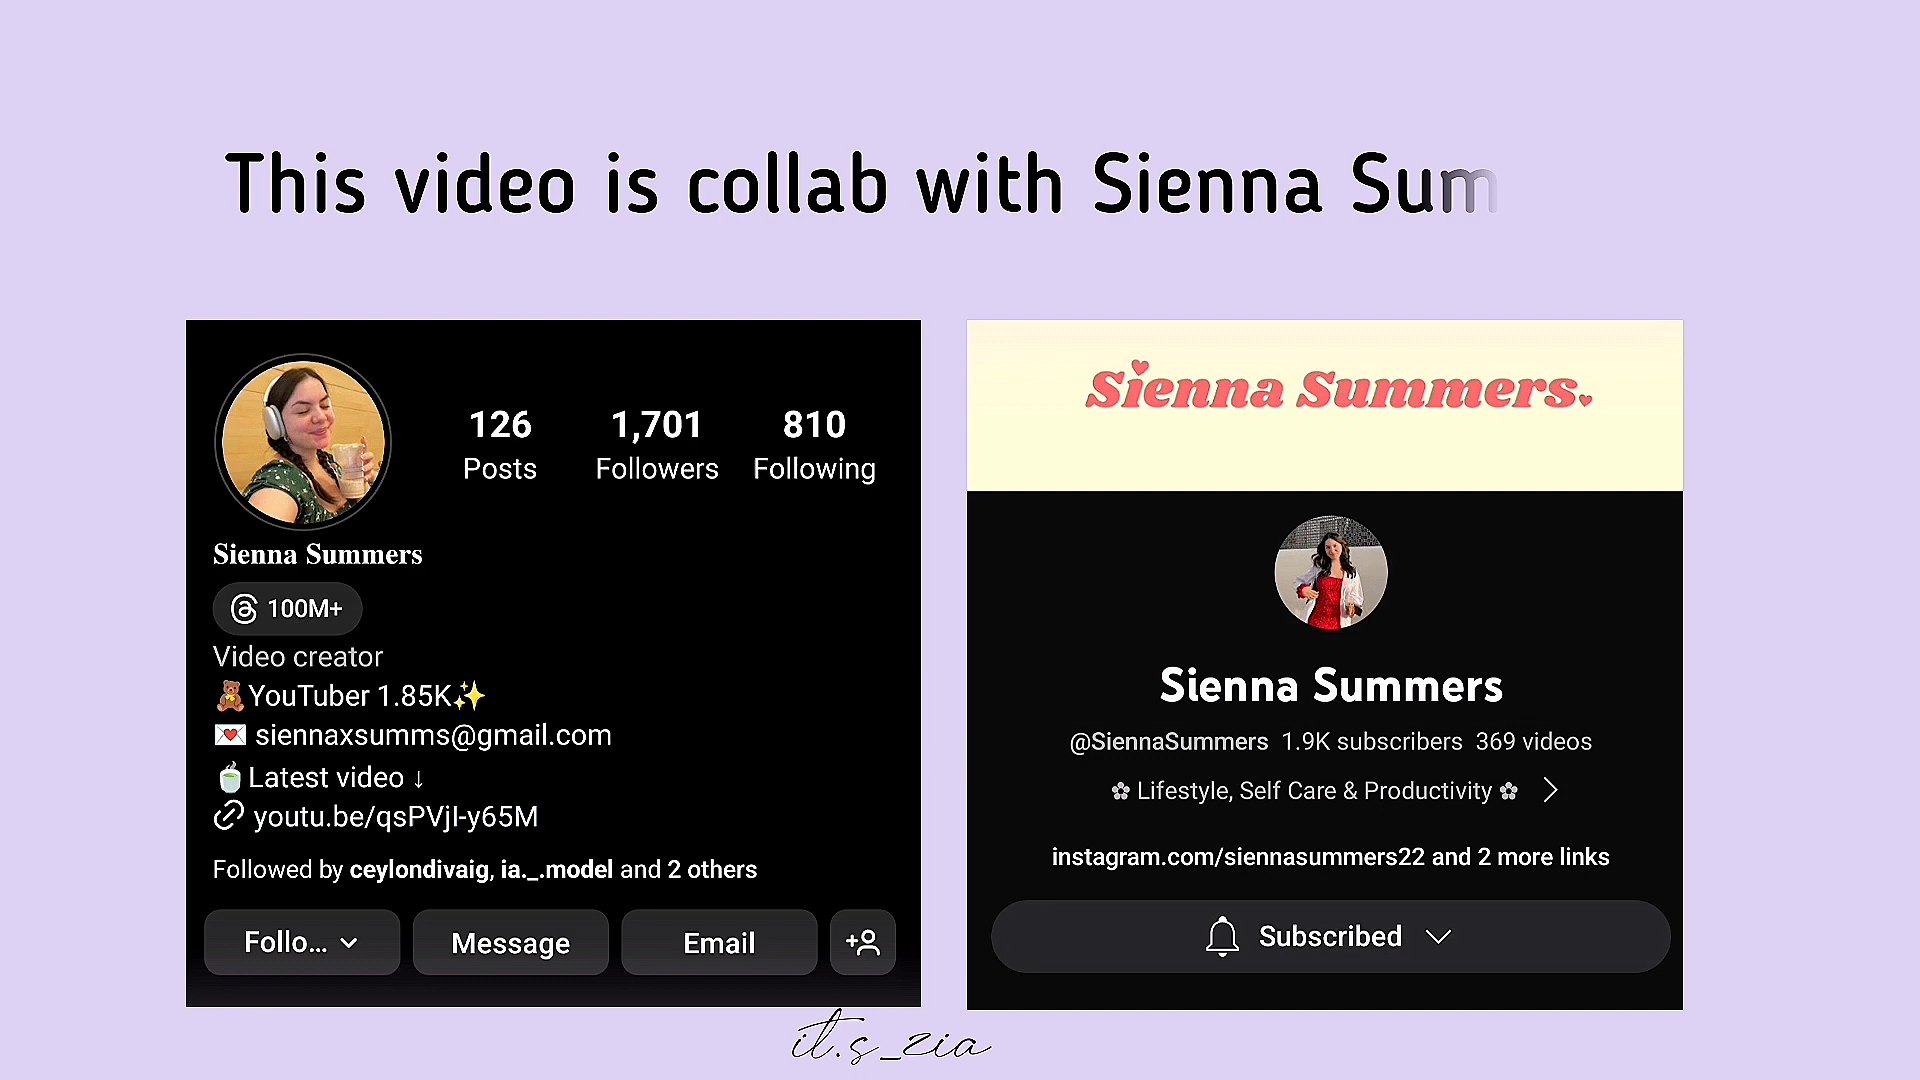 This video is collab with Sienna Sum
126
Posts
1,701
Followers
810
Following
Sienna Summers
100M+
Video creator
🧸YouTuber 1.85K✨
💌 siennaxsumms@gmail.com
🍵Latest video ↓
youtu.be/qsPVjI-y65M
Followed by ceylondivaig, ia._.model and 2 others
Follo...
Message
Email
Sienna Summers.
Sienna Summers
@SiennaSummers 1.9K subscribers 369 videos
✿ Lifestyle, Self Care & Productivity ✿
instagram.com/siennasummers22 and 2 more links
Subscribed
it.s_zia